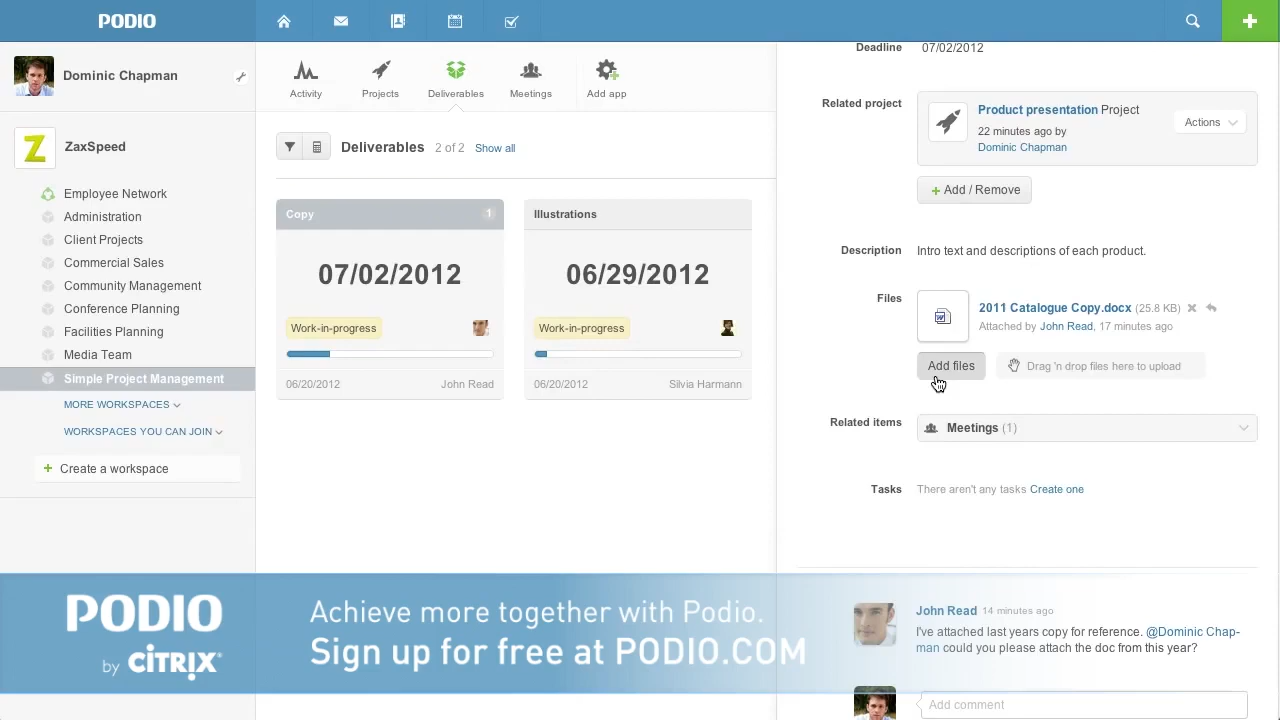 PODIO
Dominic Chapman
ZaxSpeed
Employee Network
Administration
Client Projects
Commercial Sales
Community Management
Conference Planning
Facilities Planning
Media Team
Simple Project Management
MORE WORKSPACES
WORKSPACES YOU CAN JOIN
+ Create a workspace
Activity
Projects
Deliverables
Meetings
Add app
Deliverables 2 of 2 Show all
Copy 1
07/02/2012
Work-in-progress
06/20/2012 John Read
Illustrations
06/29/2012
Work-in-progress
06/20/2012 Silvia Harmann
Deadline 07/02/2012
Related project
Product presentation Project
22 minutes ago by
Dominic Chapman
Actions
+ Add / Remove
Description Intro text and descriptions of each product.
Files
2011 Catalogue Copy.docx (25.8 KB)
Attached by John Read, 17 minutes ago
Add files
Drag 'n drop files here to upload
Related items Meetings (1)
Tasks There aren't any tasks Create one
John Read 14 minutes ago
I've attached last years copy for reference. @Dominic Chap-
man could you please attach the doc from this year?
Add comment
PODIO
by CİTRIX®
Achieve more together with Podio.
Sign up for free at PODIO.COM